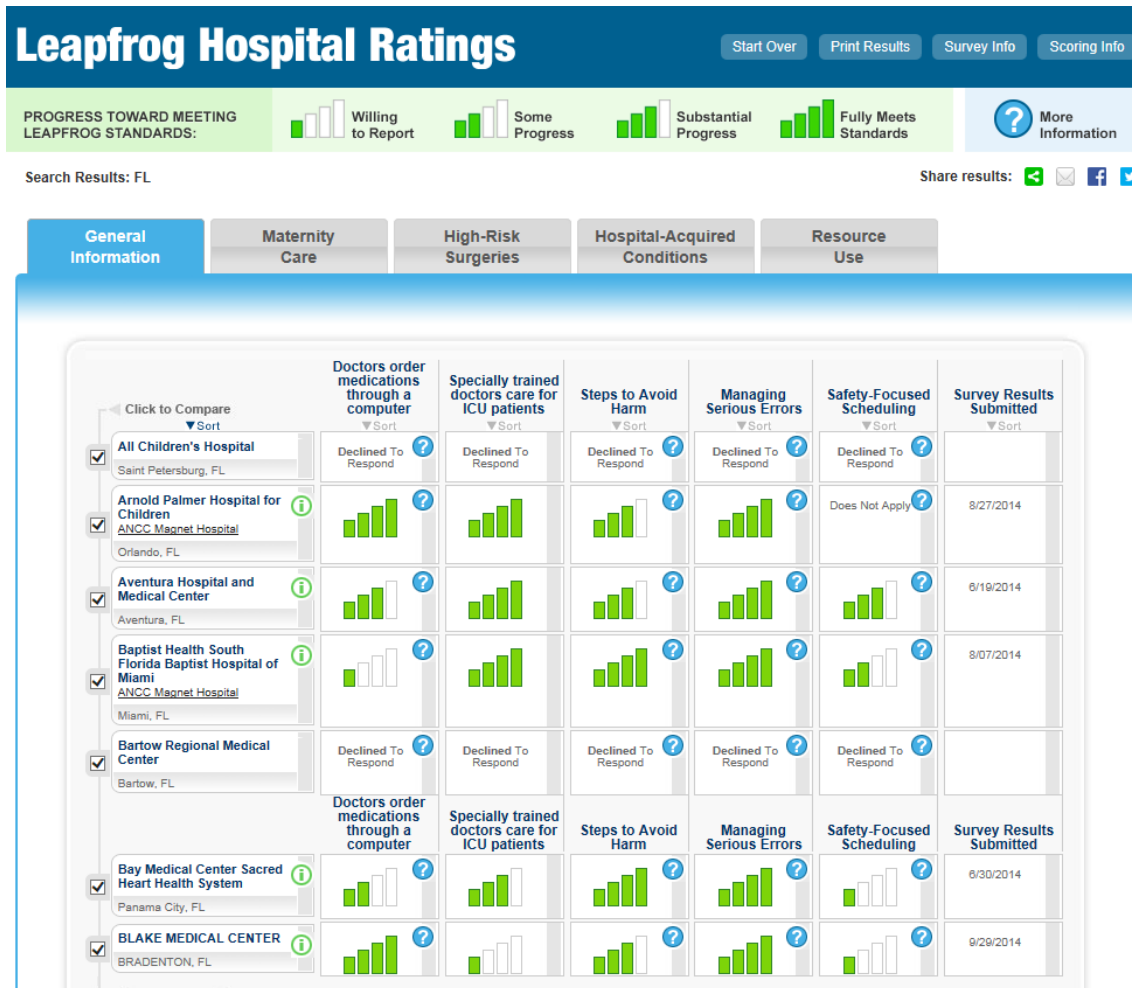 Leapfrog Hospital Ratings
Start Over
Print Results
Survey Info
Scoring Info
PROGRESS TOWARD MEETING
LEAPFROG STANDARDS:
Willing
to Report
Some
Progress
Substantial
Progress
Fully Meets
Standards
?
More
Information
Search Results: FL
Share results:
General
Information
Maternity
Care
High-Risk
Surgeries
Hospital-Acquired
Conditions
Resource
Use
Click to Compare
▼Sort
Doctors order
medications
through a
computer
▼Sort
Specially trained
doctors care for
ICU patients
▼Sort
Steps to Avoid
Harm
▼Sort
Managing
Serious Errors
▼Sort
Safety-Focused
Scheduling
▼Sort
Survey Results
Submitted
▼Sort
All Children's Hospital
Saint Petersburg, FL
Declined To
Respond
?
Declined To
Respond
Declined To
Respond
?
Declined To
Respond
?
Declined To
Respond
?
Arnold Palmer Hospital for
Children
ANCC Magnet Hospital
Orlando, FL
i
?
?
?
Does Not Apply
?
8/27/2014
Aventura Hospital and
Medical Center
Aventura, FL
i
?
?
?
?
6/19/2014
Baptist Health South
Florida Baptist Hospital of
Miami
ANCC Magnet Hospital
Miami, FL
i
?
?
?
?
8/07/2014
Bartow Regional Medical
Center
Bartow, FL
Declined To
Respond
?
Declined To
Respond
Declined To
Respond
?
Declined To
Respond
?
Declined To
Respond
?
Doctors order
medications
through a
computer
Specially trained
doctors care for
ICU patients
Steps to Avoid
Harm
Managing
Serious Errors
Safety-Focused
Scheduling
Survey Results
Submitted
Bay Medical Center Sacred
Heart Health System
Panama City, FL
i
?
?
?
?
6/30/2014
BLAKE MEDICAL CENTER
BRADENTON, FL
i
?
?
?
?
9/29/2014